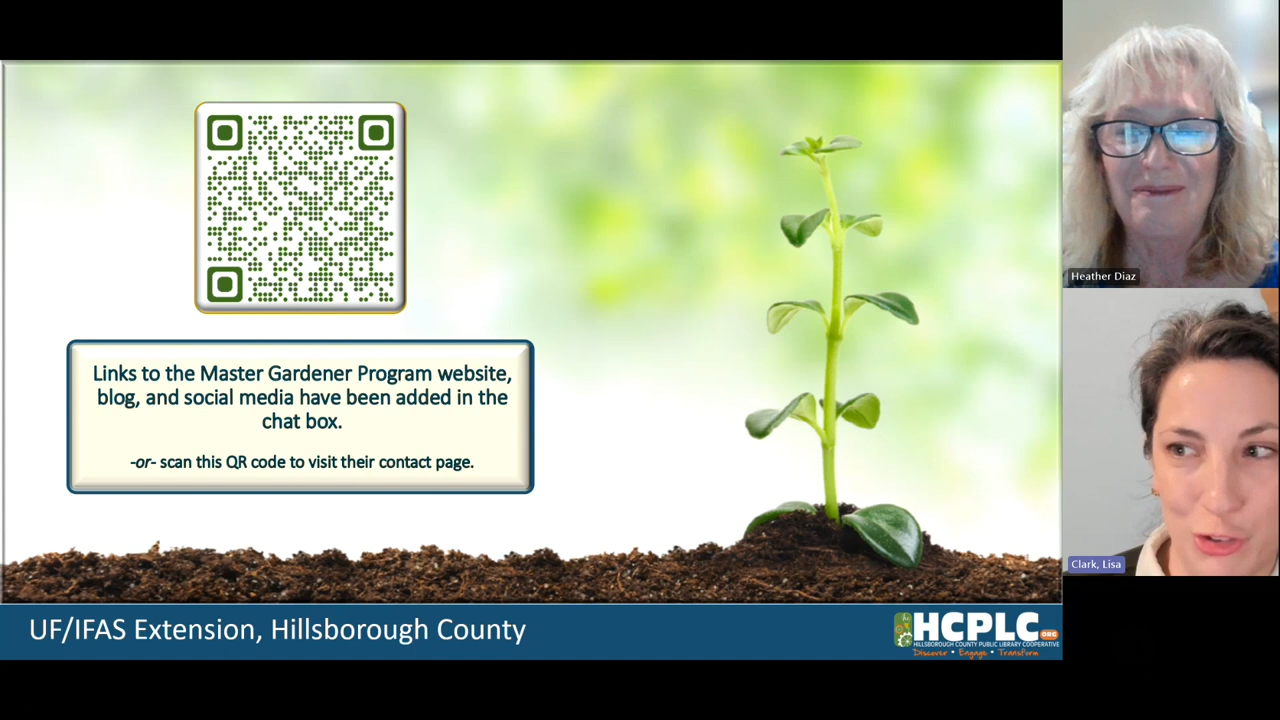 Links to the Master Gardener Program website,
blog, and social media have been added in the
chat box.
-or- scan this QR code to visit their contact page.
UF/IFAS Extension, Hillsborough County
the
HCPLC.ORG
HILLSBOROUGH COUNTY PUBLIC LIBRARY COOPERATIVE
Discover • Engage • Transform
Heather Diaz
Clark, Lisa